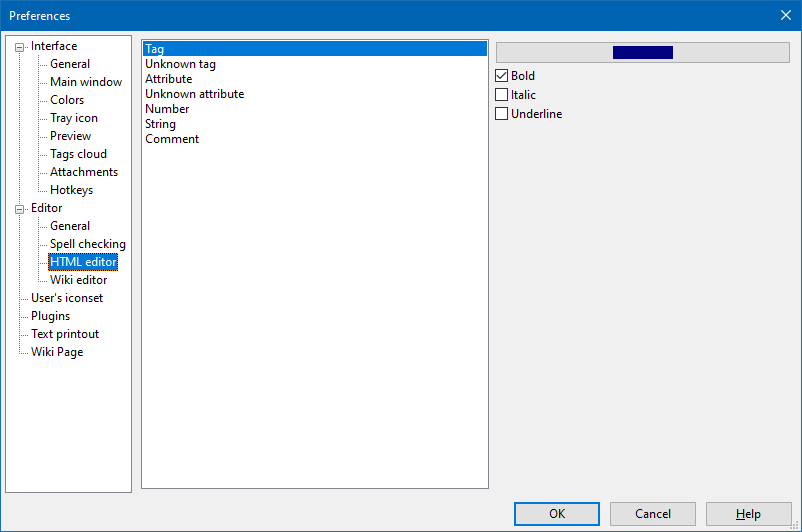 Preferences
Interface
General
Main window
Colors
Tray icon
Preview
Tags cloud
Attachments
Hotkeys
Editor
General
Spell checking
HTML editor
Wiki editor
User's iconset
Plugins
Text printout
Wiki Page
Tag
Unknown tag
Attribute
Unknown attribute
Number
String
Comment
Bold
Italic
Underline
OK Cancel Help